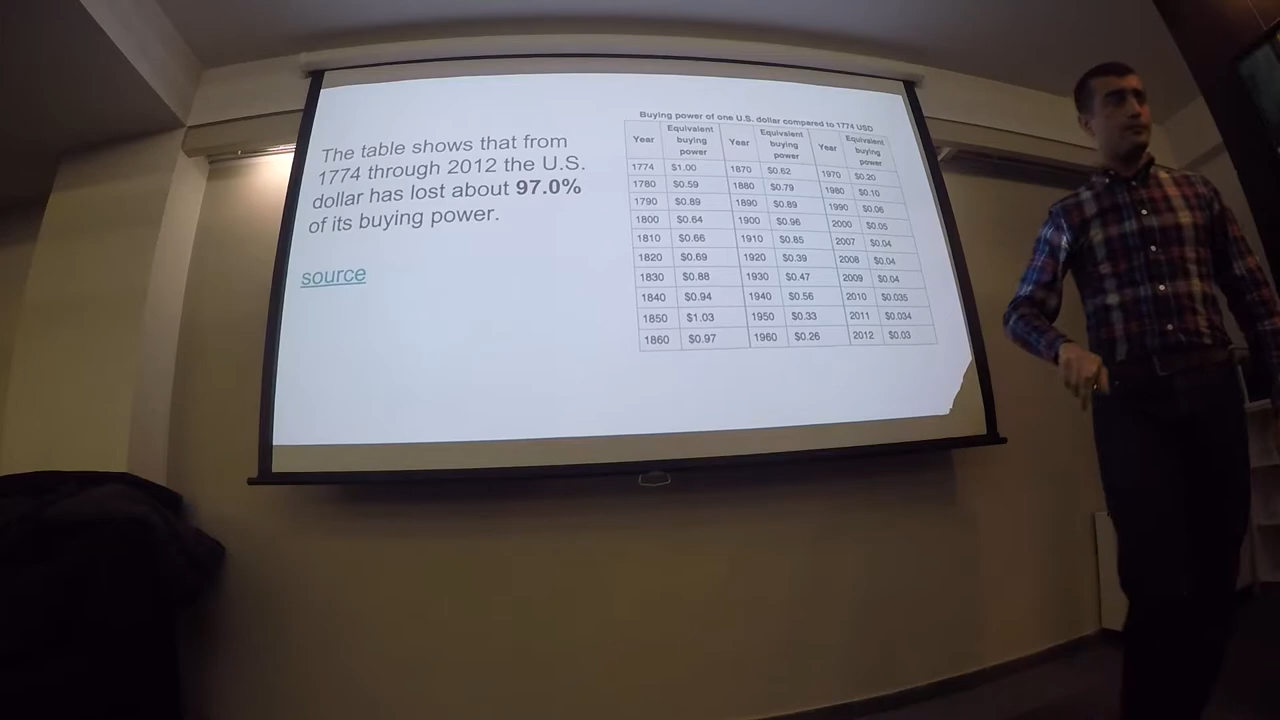 The table shows that from
1774 through 2012 the U.S.
dollar has lost about 97.0%
of its buying power.
source
Buying power of one U.S. dollar compared to 1774 USD
Year Equivalent buying power Year Equivalent buying power Year Equivalent buying power
1774 $1.00 1870 $0.62 1970 $0.20
1780 $0.59 1880 $0.79 1980 $0.10
1790 $0.89 1890 $0.89 1990 $0.06
1800 $0.64 1900 $0.96 2000 $0.05
1810 $0.66 1910 $0.85 2007 $0.04
1820 $0.69 1920 $0.39 2008 $0.04
1830 $0.88 1930 $0.47 2009 $0.04
1840 $0.94 1940 $0.56 2010 $0.035
1850 $1.03 1950 $0.33 2011 $0.034
1860 $0.97 1960 $0.26 2012 $0.03